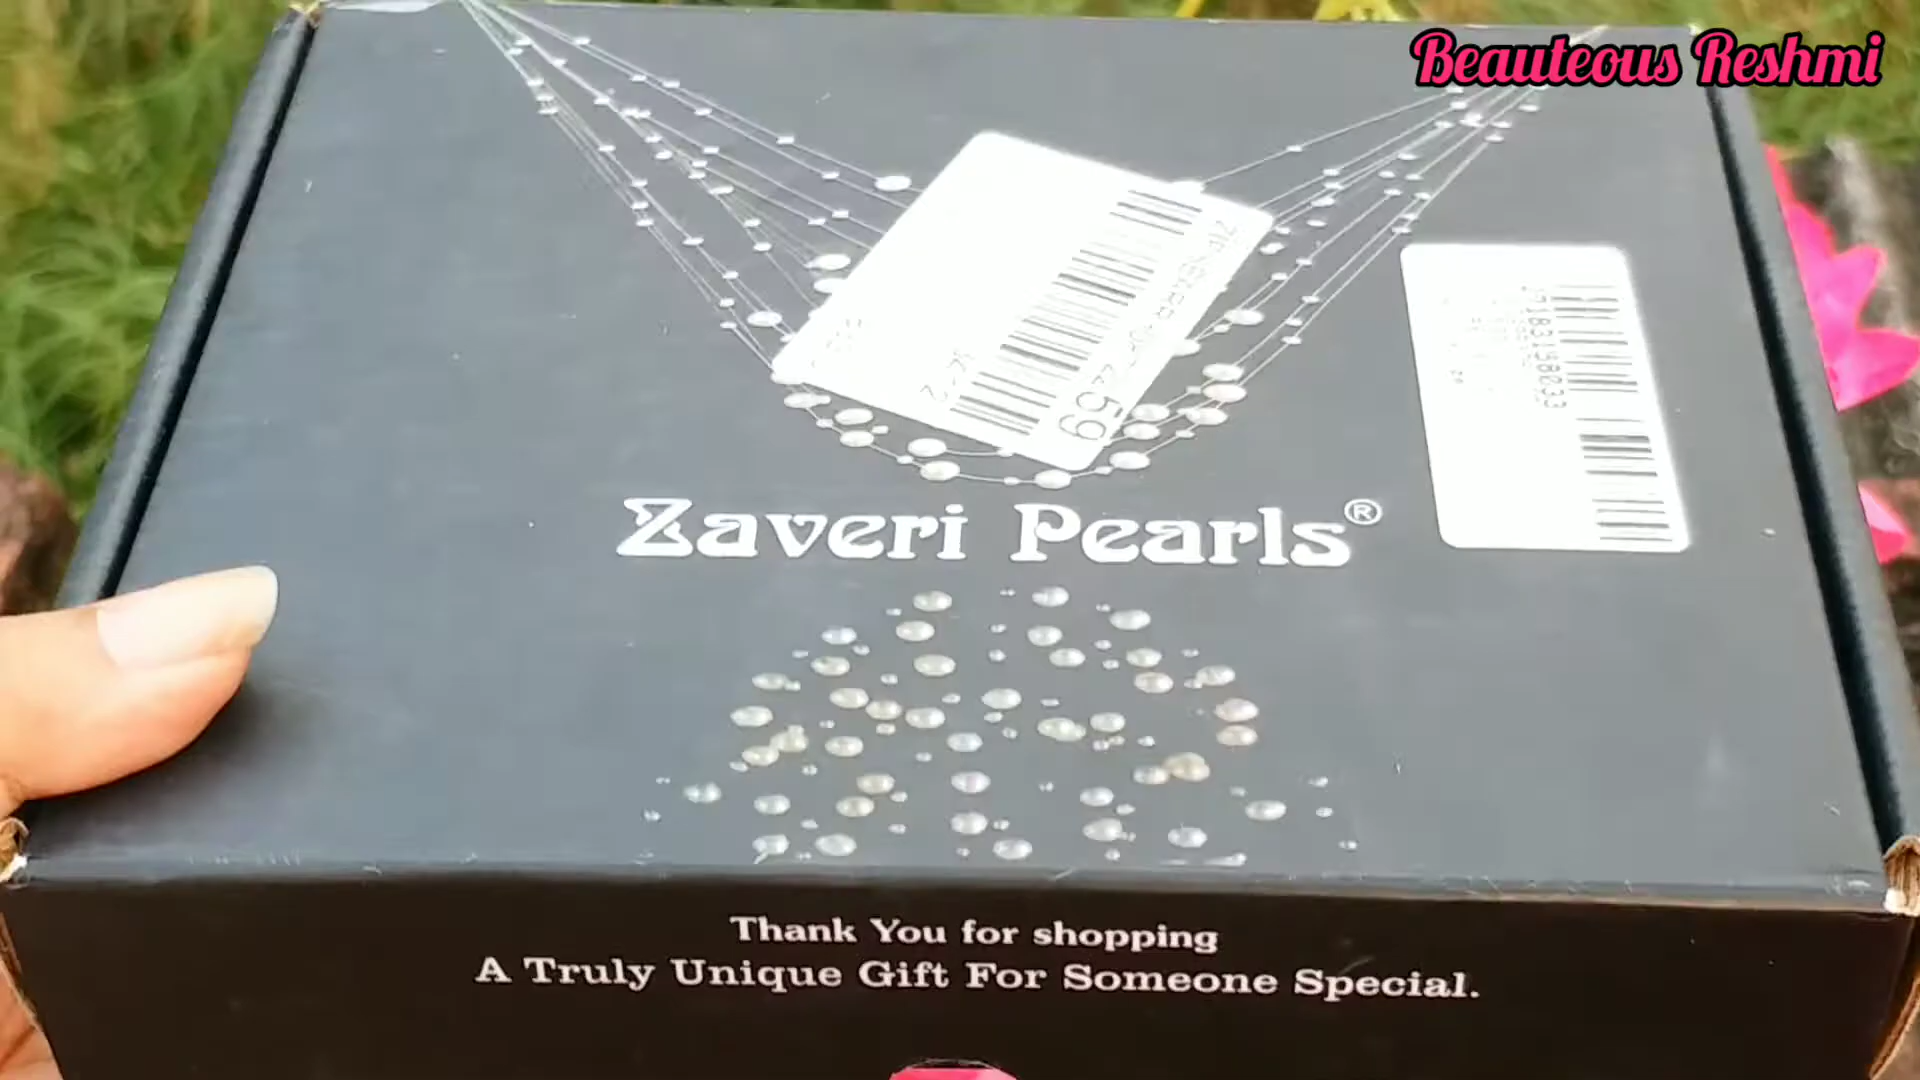 Beauteous Reshmi
Zaveri Pearls®
Thank You for shopping
A Truly Unique Gift For Someone Special.